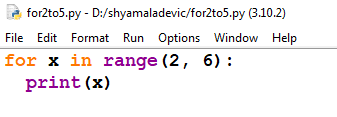 for2to5.py - D:/shyamaladevic/for2to5.py (3.10.2)
File Edit Format Run Options Window Help
for x in range(2, 6):
  print(x)